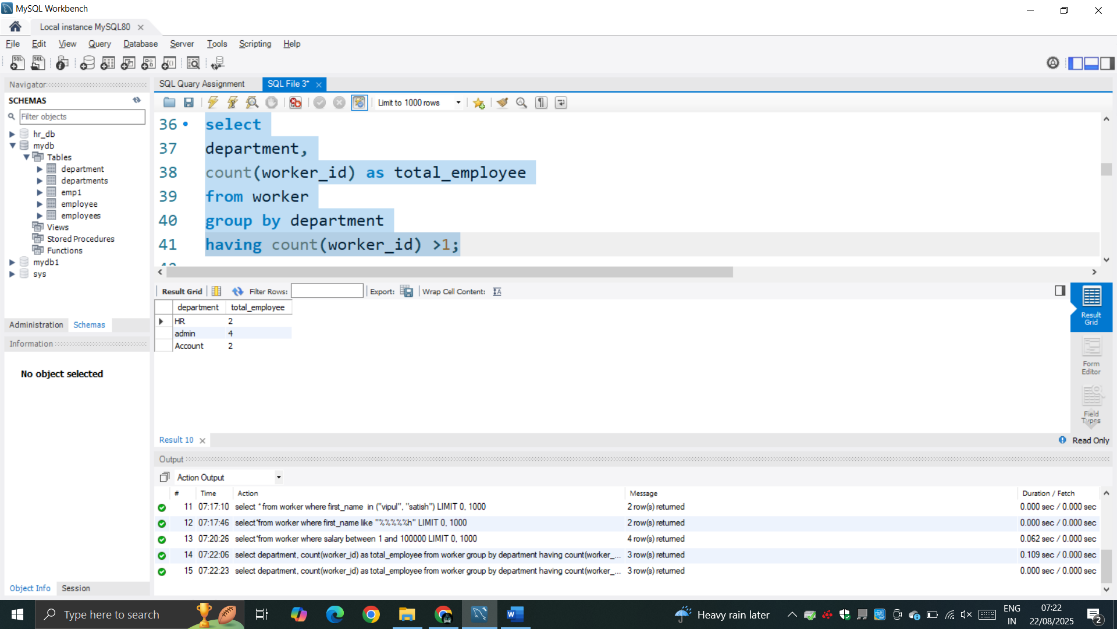 MySQL Workbench
Local instance MySQL80
File Edit View Query Database Server Tools Scripting Help
Navigator
SQL Query Assignment
SQL File 3*
SCHEMAS
Limit to 1000 rows
Filter objects
hr_db
mydb
Tables
department
departments
emp1
employee
employees
Views
Stored Procedures
Functions
mydb1
sys
Administration Schemas
Information
No object selected
36 select
37 department,
38 count(worker_id) as total_employee
39 from worker
40 group by department
41 having count(worker_id) >1;
Result Grid Filter Rows: Export: Wrap Cell Content:
department total_employee
HR 2
admin 4
Account 2
Result Grid
Form Editor
Field Types
Result 10
Read Only
Output
Action Output
# Time Action Message Duration / Fetch
11 07:17:10 select * from worker where first_name in ("vipul", "satish") LIMIT 0, 1000 2 row(s) returned 0.000 sec / 0.000 sec
12 07:17:46 select*from worker where first_name like "%%%%%h" LIMIT 0, 1000 2 row(s) returned 0.000 sec / 0.000 sec
13 07:20:26 select*from worker where salary between 1 and 100000 LIMIT 0, 1000 4 row(s) returned 0.062 sec / 0.000 sec
14 07:22:06 select department, count(worker_id) as total_employee from worker group by department having count(worker_... 3 row(s) returned 0.109 sec / 0.000 sec
15 07:22:23 select department, count(worker_id) as total_employee from worker group by department having count(worker_... 3 row(s) returned 0.000 sec / 0.000 sec
Object Info Session
Type here to search
Heavy rain later
ENG
IN
07:22
22/08/2025
2